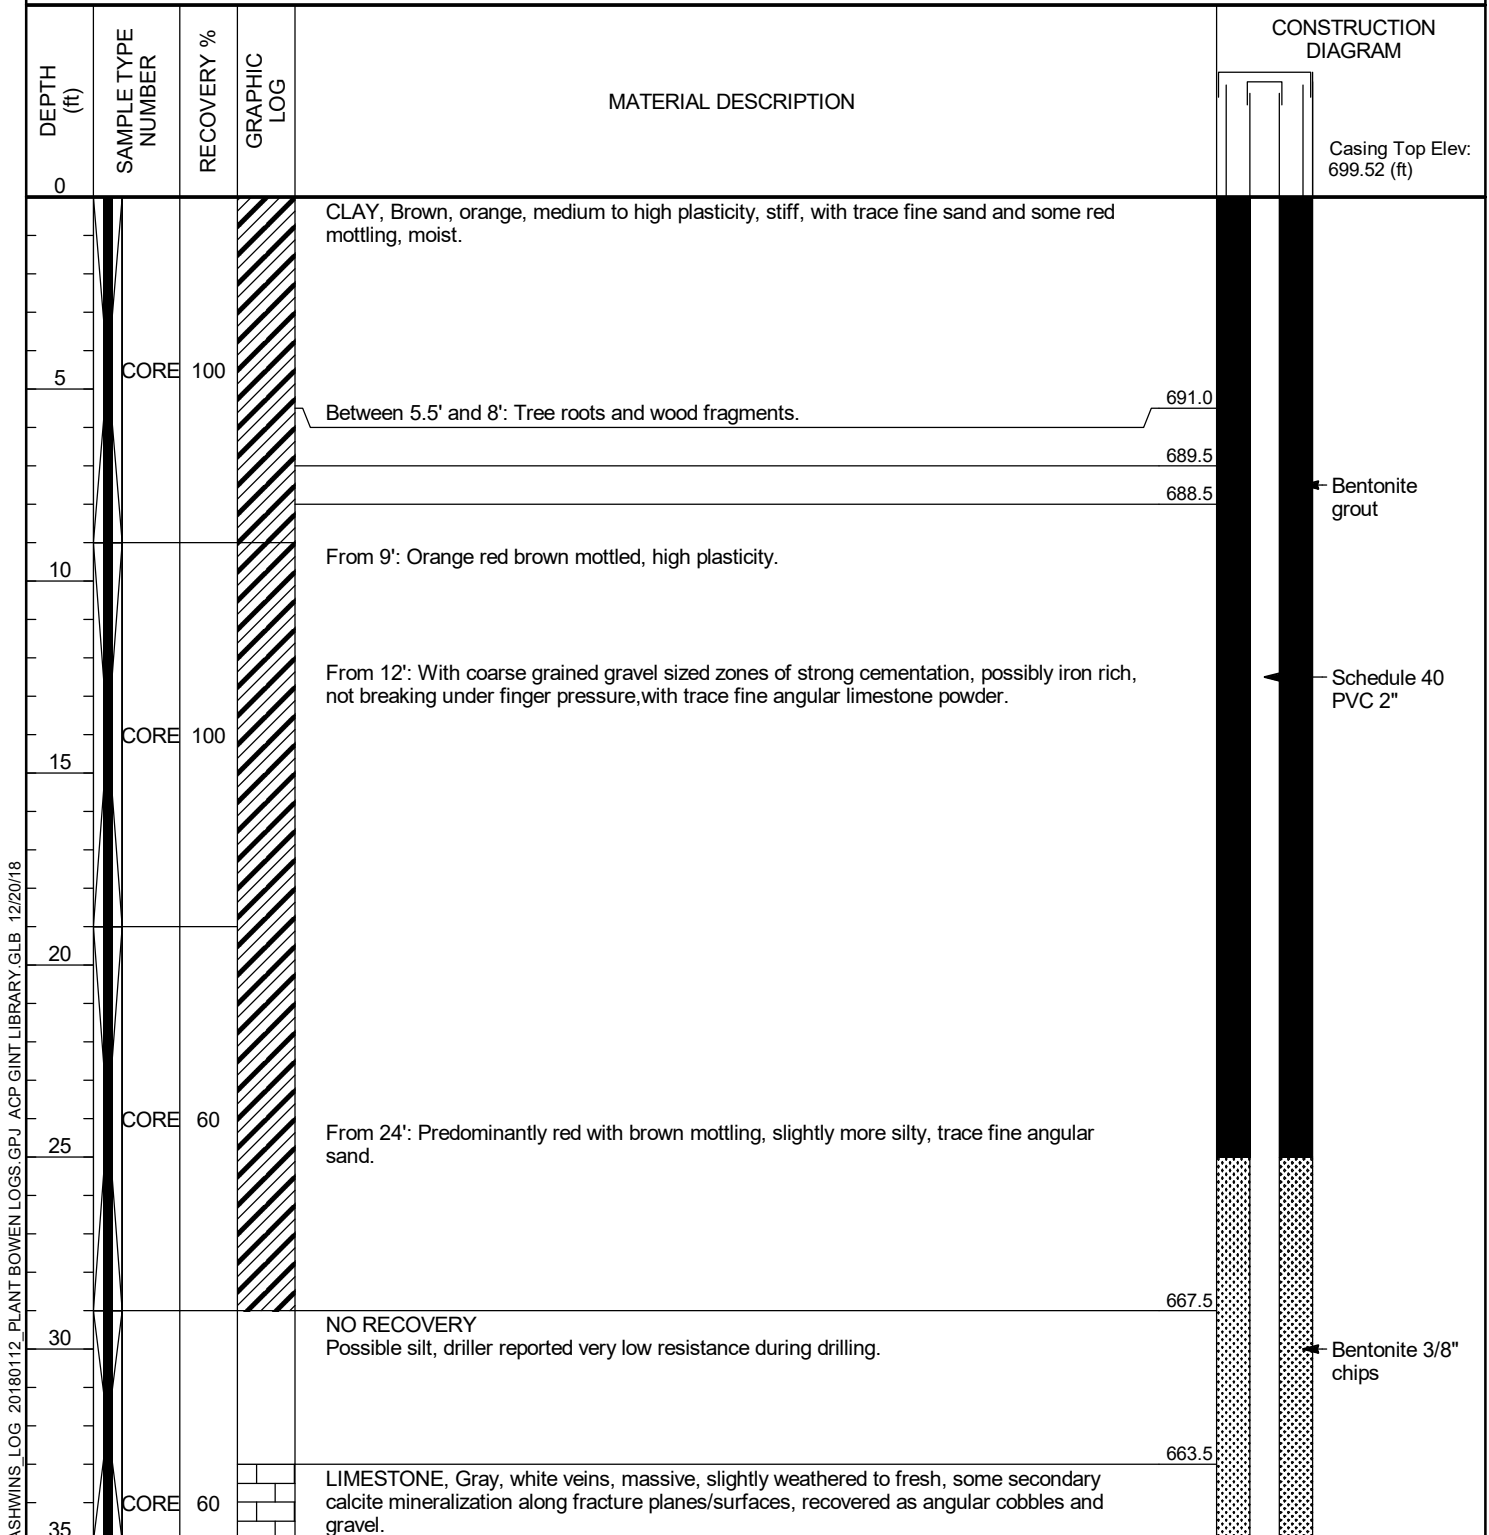 DEPTH
(ft)
SAMPLE TYPE
NUMBER
RECOVERY %
GRAPHIC
LOG
MATERIAL DESCRIPTION
CONSTRUCTION
DIAGRAM
Casing Top Elev:
699.52 (ft)
0
CLAY, Brown, orange, medium to high plasticity, stiff, with trace fine sand and some red
mottling, moist.
CORE 100
5
691.0
Between 5.5' and 8': Tree roots and wood fragments.
689.5
688.5
Bentonite
grout
From 9': Orange red brown mottled, high plasticity.
10
From 12': With coarse grained gravel sized zones of strong cementation, possibly iron rich,
not breaking under finger pressure,with trace fine angular limestone powder.
Schedule 40
PVC 2"
CORE 100
15
20
CORE 60
From 24': Predominantly red with brown mottling, slightly more silty, trace fine angular
sand.
25
667.5
NO RECOVERY
Possible silt, driller reported very low resistance during drilling.
30
Bentonite 3/8"
chips
663.5
LIMESTONE, Gray, white veins, massive, slightly weathered to fresh, some secondary
calcite mineralization along fracture planes/surfaces, recovered as angular cobbles and
gravel.
CORE 60
35
ASHWINS_LOG 20180112_PLANT BOWEN LOGS.GPJ ACP GINT LIBRARY.GLB 12/20/18